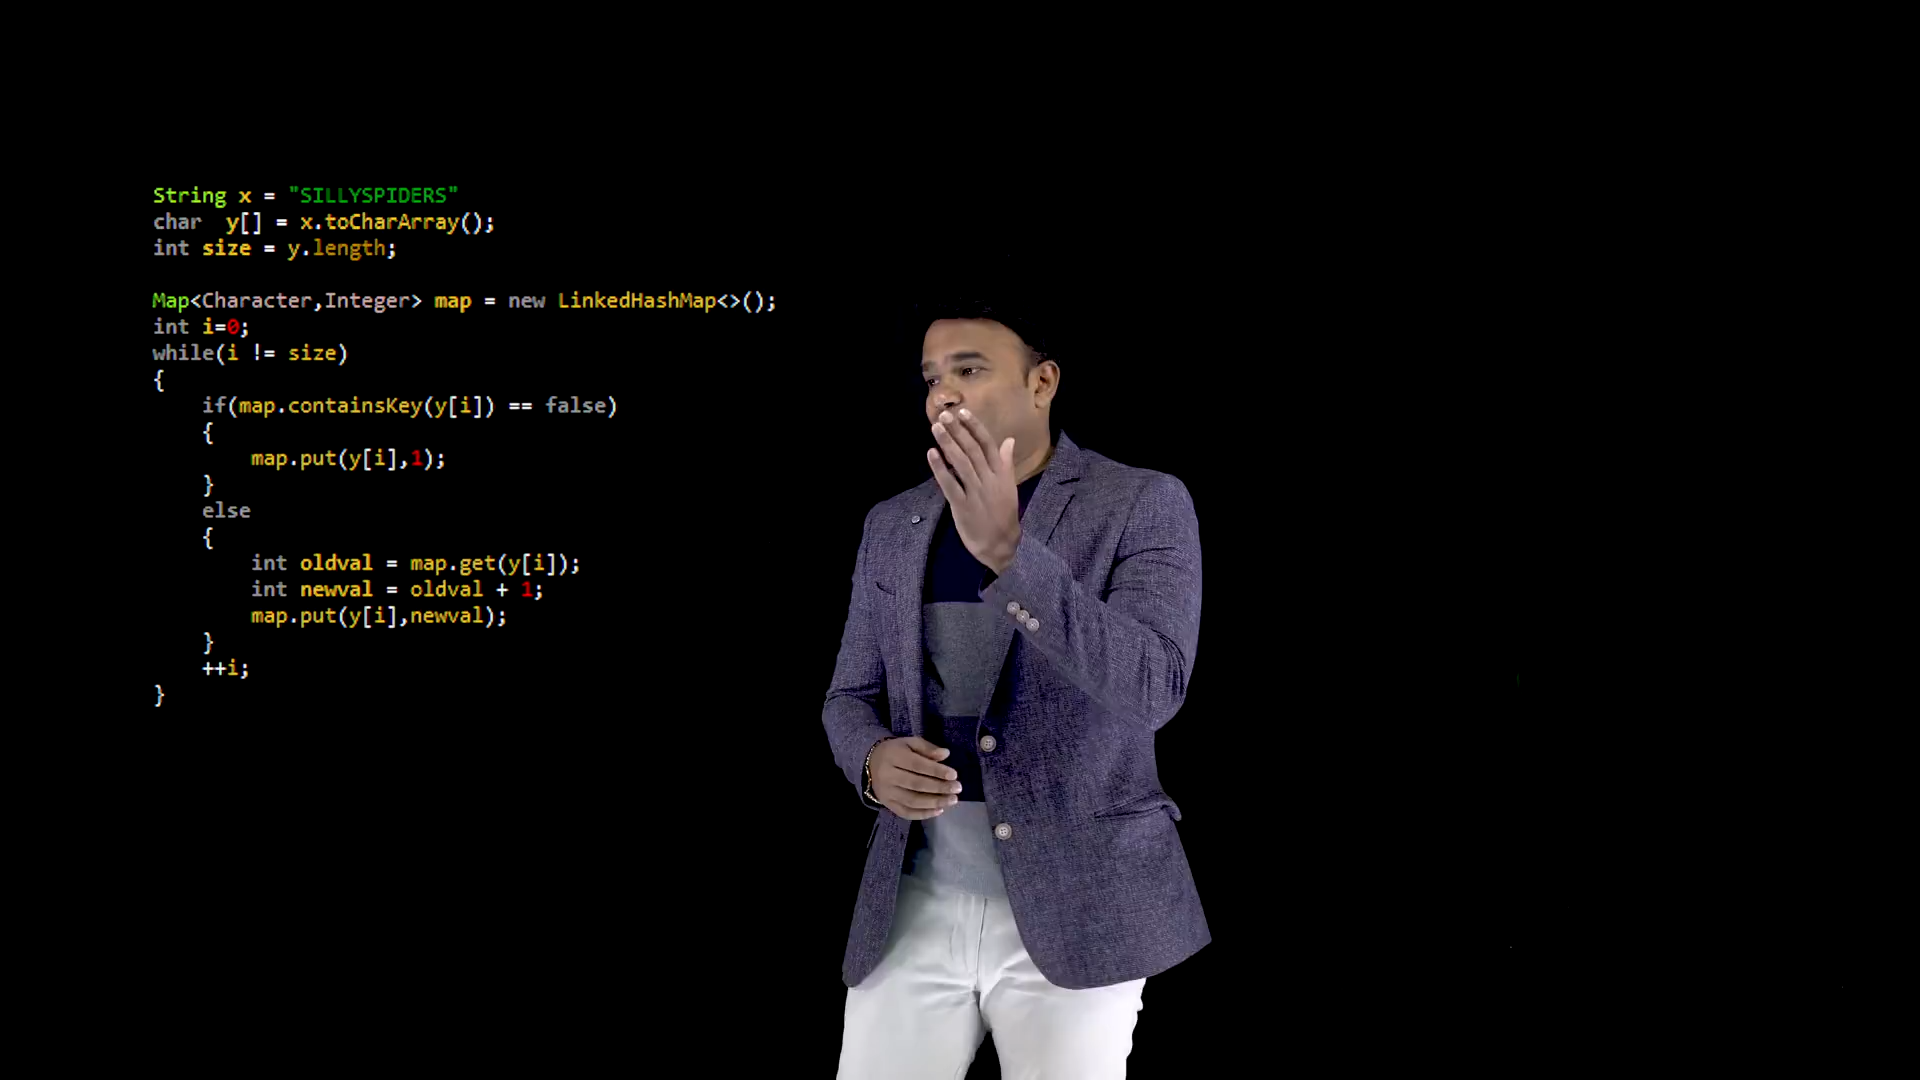 String x = "SILLYSPIDERS"
char  y[] = x.toCharArray();
int size = y.length;
Map<Character,Integer> map = new LinkedHashMap<>();
int i=0;
while(i != size)
{
    if(map.containsKey(y[i]) == false)
    {
        map.put(y[i],1);
    }
    else
    {
        int oldval = map.get(y[i]);
        int newval = oldval + 1;
        map.put(y[i],newval);
    }
    ++i;
}